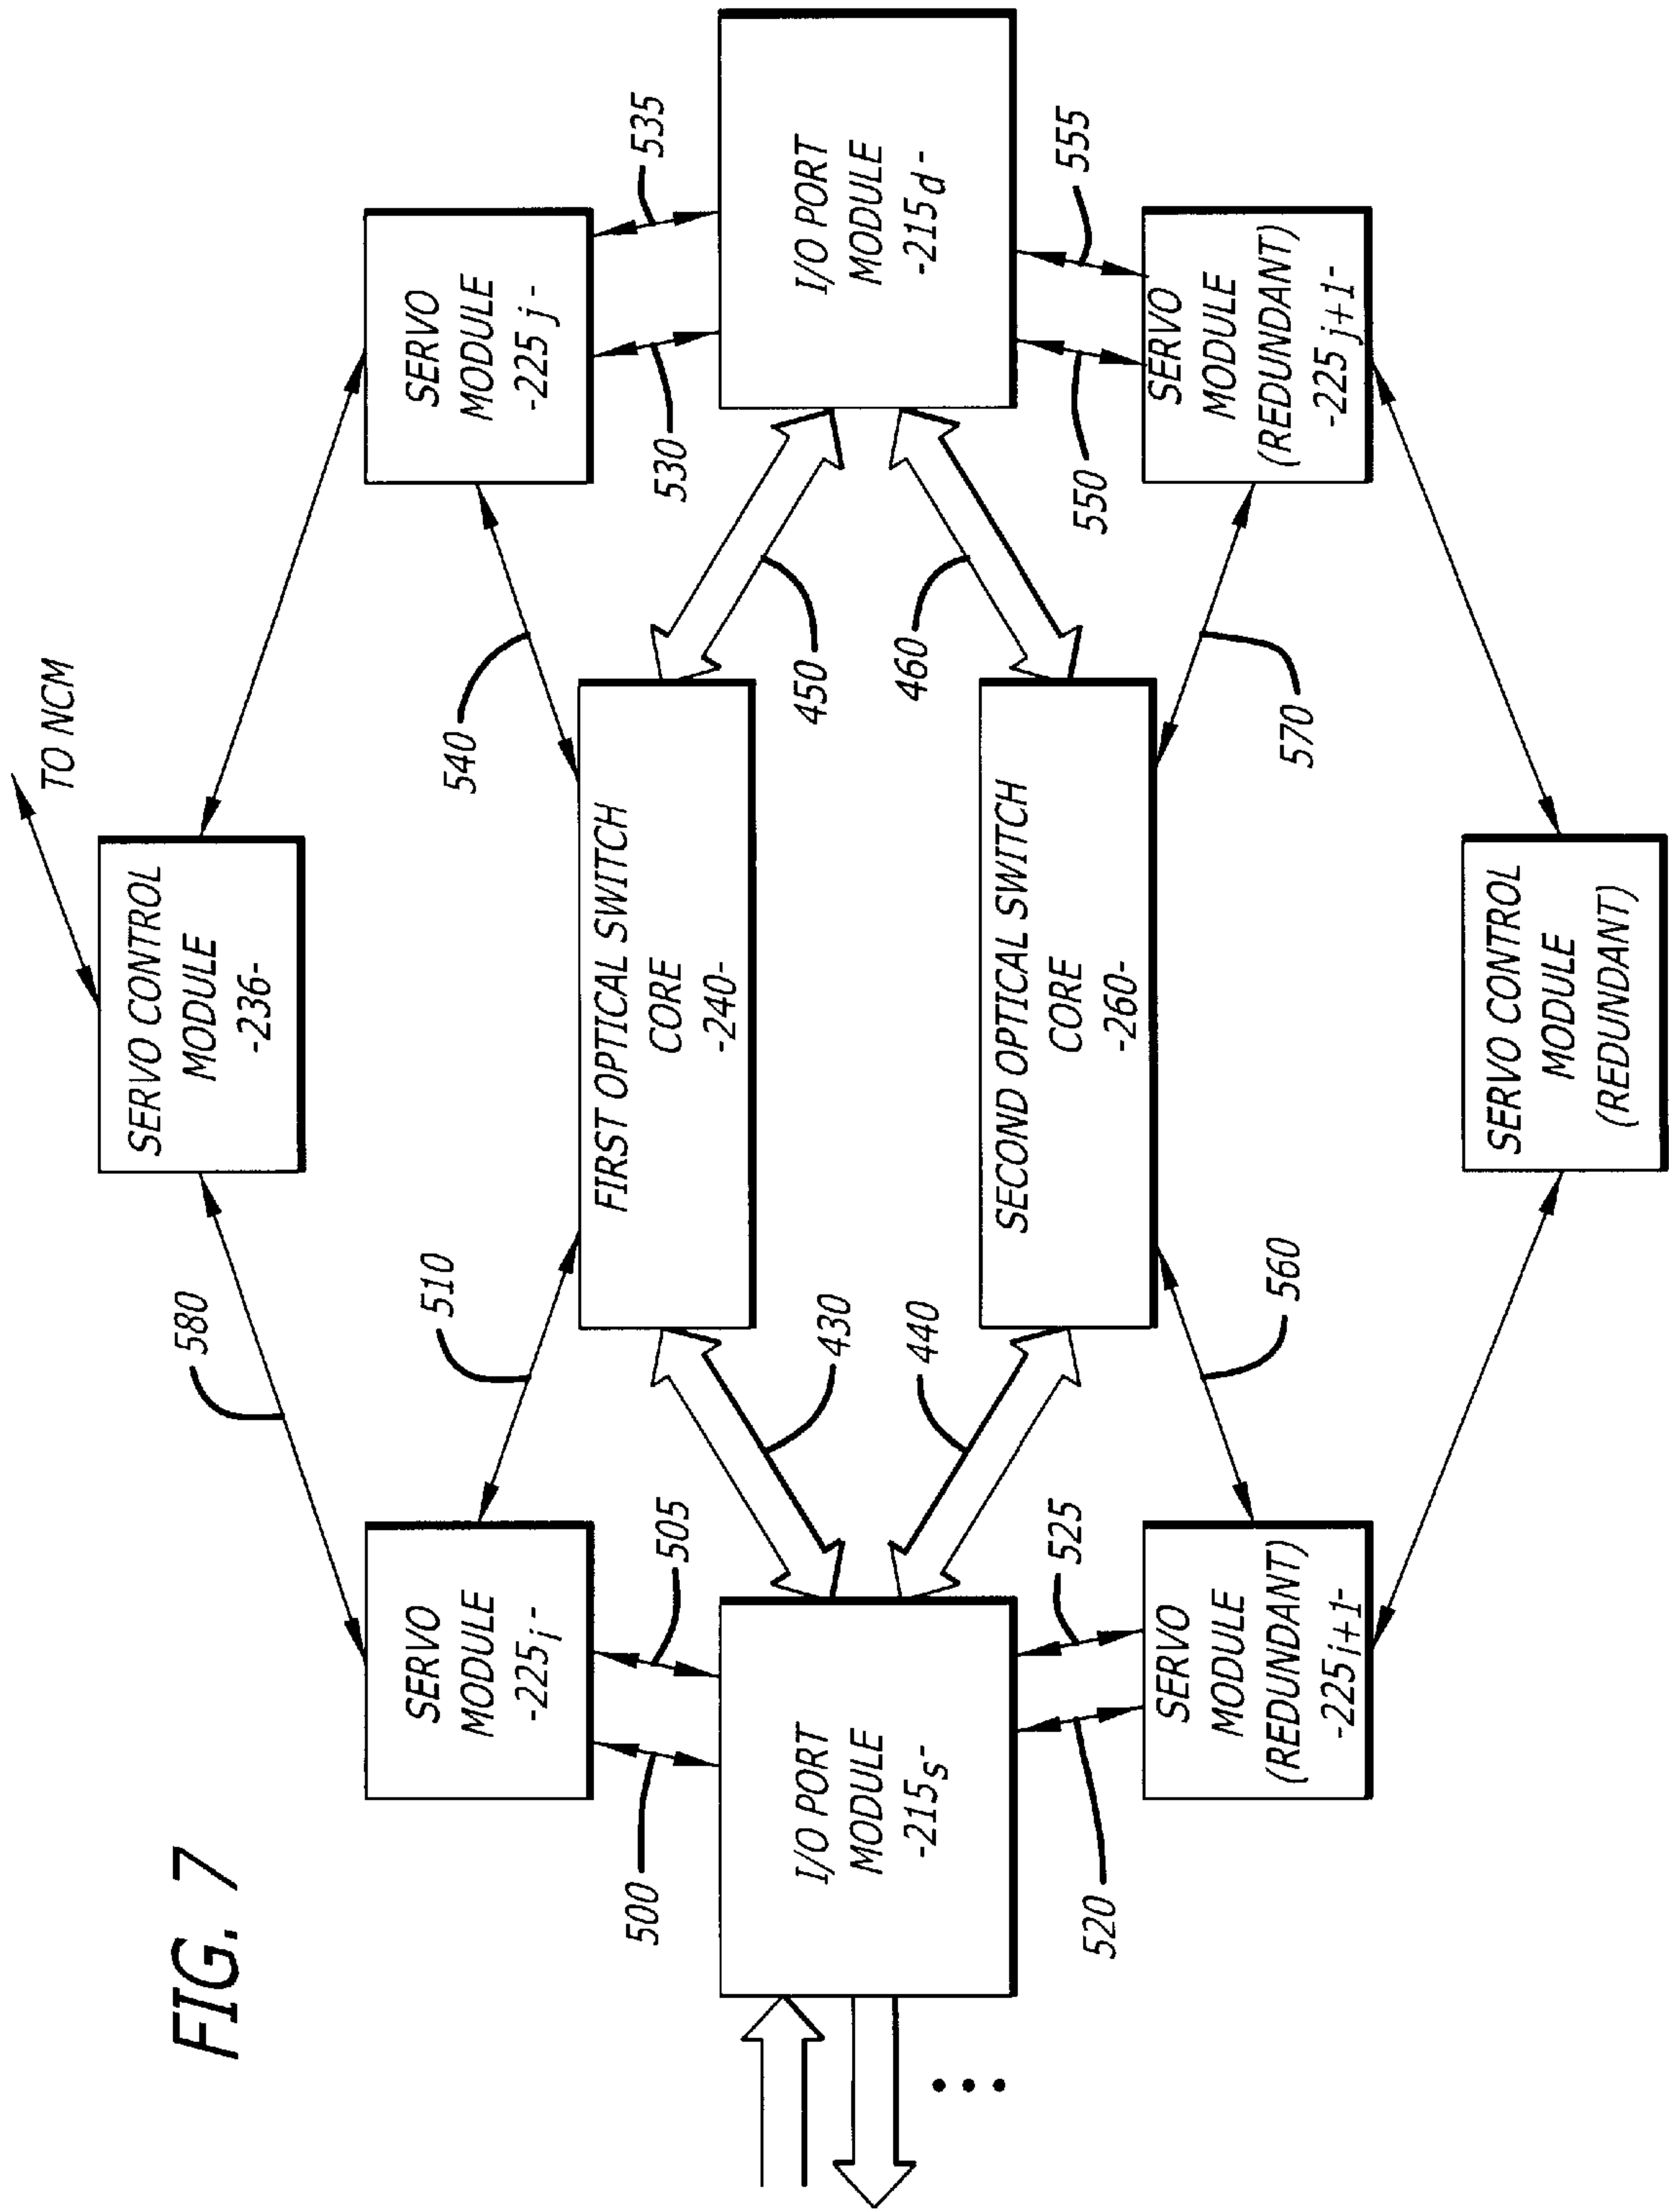 FIG. 7
TO NCM
SERVO CONTROL
MODULE
-236-
580
510
540
SERVO
MODULE
-225i-
SERVO
MODULE
-225j-
500
505
530
535
FIRST OPTICAL SWITCH
CORE
-240-
430
450
I/O PORT
MODULE
-215s-
I/O PORT
MODULE
-215d-
440
460
SECOND OPTICAL SWITCH
CORE
-260-
520
525
550
555
SERVO
MODULE
(REDUNDANT)
-225i+1-
SERVO
MODULE
(REDUNDANT)
-225j+1-
560
570
SERVO CONTROL
MODULE
(REDUNDANT)